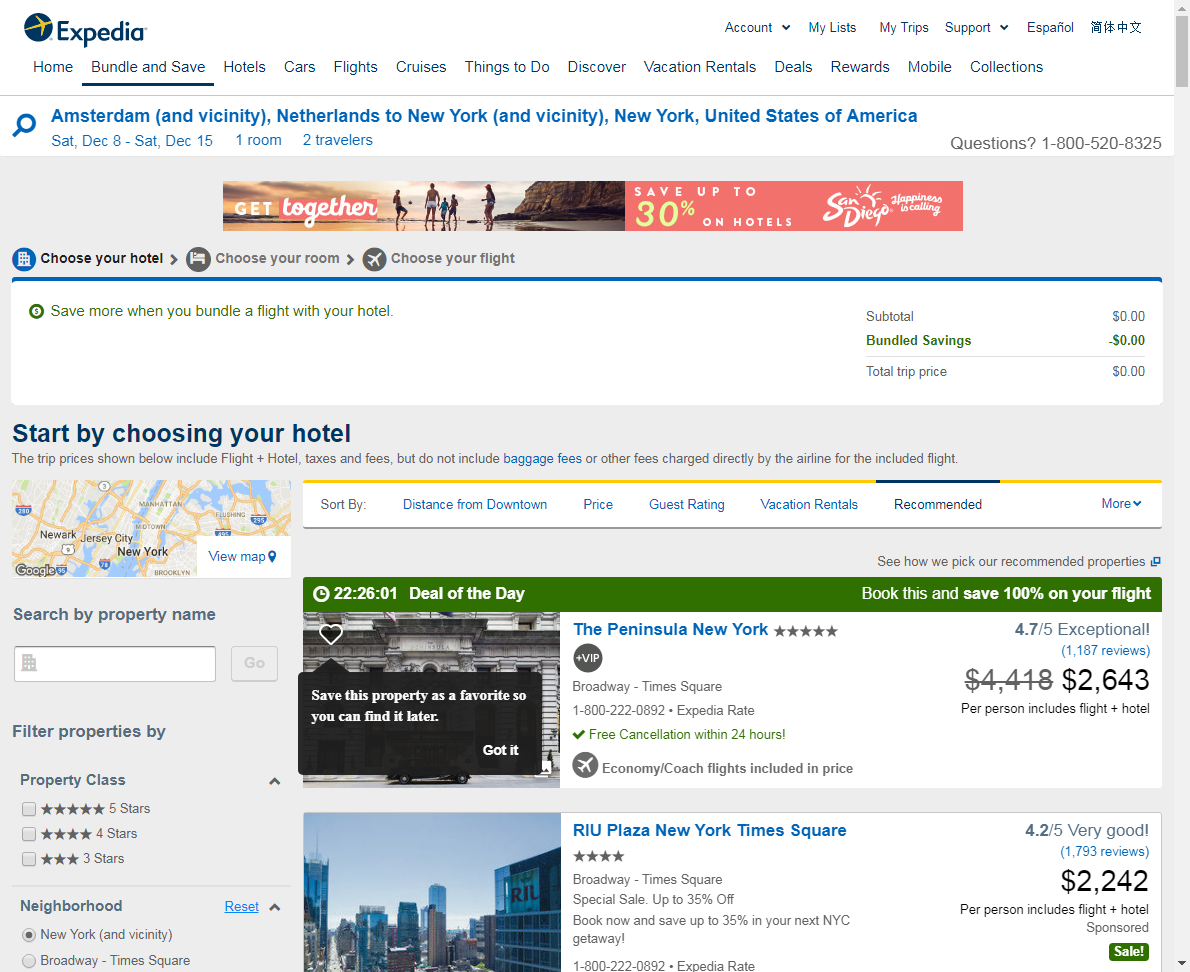 Expedia
Account My Lists My Trips Support Español 简体中文
Home Bundle and Save Hotels Cars Flights Cruises Things to Do Discover Vacation Rentals Deals Rewards Mobile Collections
Amsterdam (and vicinity), Netherlands to New York (and vicinity), New York, United States of America
Sat, Dec 8 - Sat, Dec 15 1 room 2 travelers
Questions? 1-800-520-8325
GET together
SAVE UP TO
30% ON HOTELS
San Diego Happiness is calling
Choose your hotel Choose your room Choose your flight
Save more when you bundle a flight with your hotel.
Subtotal $0.00
Bundled Savings -$0.00
Total trip price $0.00
Start by choosing your hotel
The trip prices shown below include Flight + Hotel, taxes and fees, but do not include baggage fees or other fees charged directly by the airline for the included flight.
MANHATTAN
FLUSHING
MIDTOWN
Newark
Jersey City
New York
BROOKLYN
280
3
295
495
9
78
95
Google
View map
Sort By: Distance from Downtown Price Guest Rating Vacation Rentals Recommended More
See how we pick our recommended properties
Search by property name
Go
Filter properties by
Property Class
★★★★★ 5 Stars
★★★★ 4 Stars
★★★ 3 Stars
Neighborhood Reset
New York (and vicinity)
Broadway - Times Square
22:26:01 Deal of the Day Book this and save 100% on your flight
PENINSULA
Save this property as a favorite so
you can find it later.
Got it
The Peninsula New York ★★★★★
+VIP
Broadway - Times Square
1-800-222-0892 • Expedia Rate
Free Cancellation within 24 hours!
Economy/Coach flights included in price
4.7/5 Exceptional!
(1,187 reviews)
$4,418 $2,643
Per person includes flight + hotel
RIU
RIU Plaza New York Times Square
★★★★
Broadway - Times Square
Special Sale. Up to 35% Off
Book now and save up to 35% in your next NYC
getaway!
1-800-222-0892 • Expedia Rate
4.2/5 Very good!
(1,793 reviews)
$2,242
Per person includes flight + hotel
Sponsored
Sale!